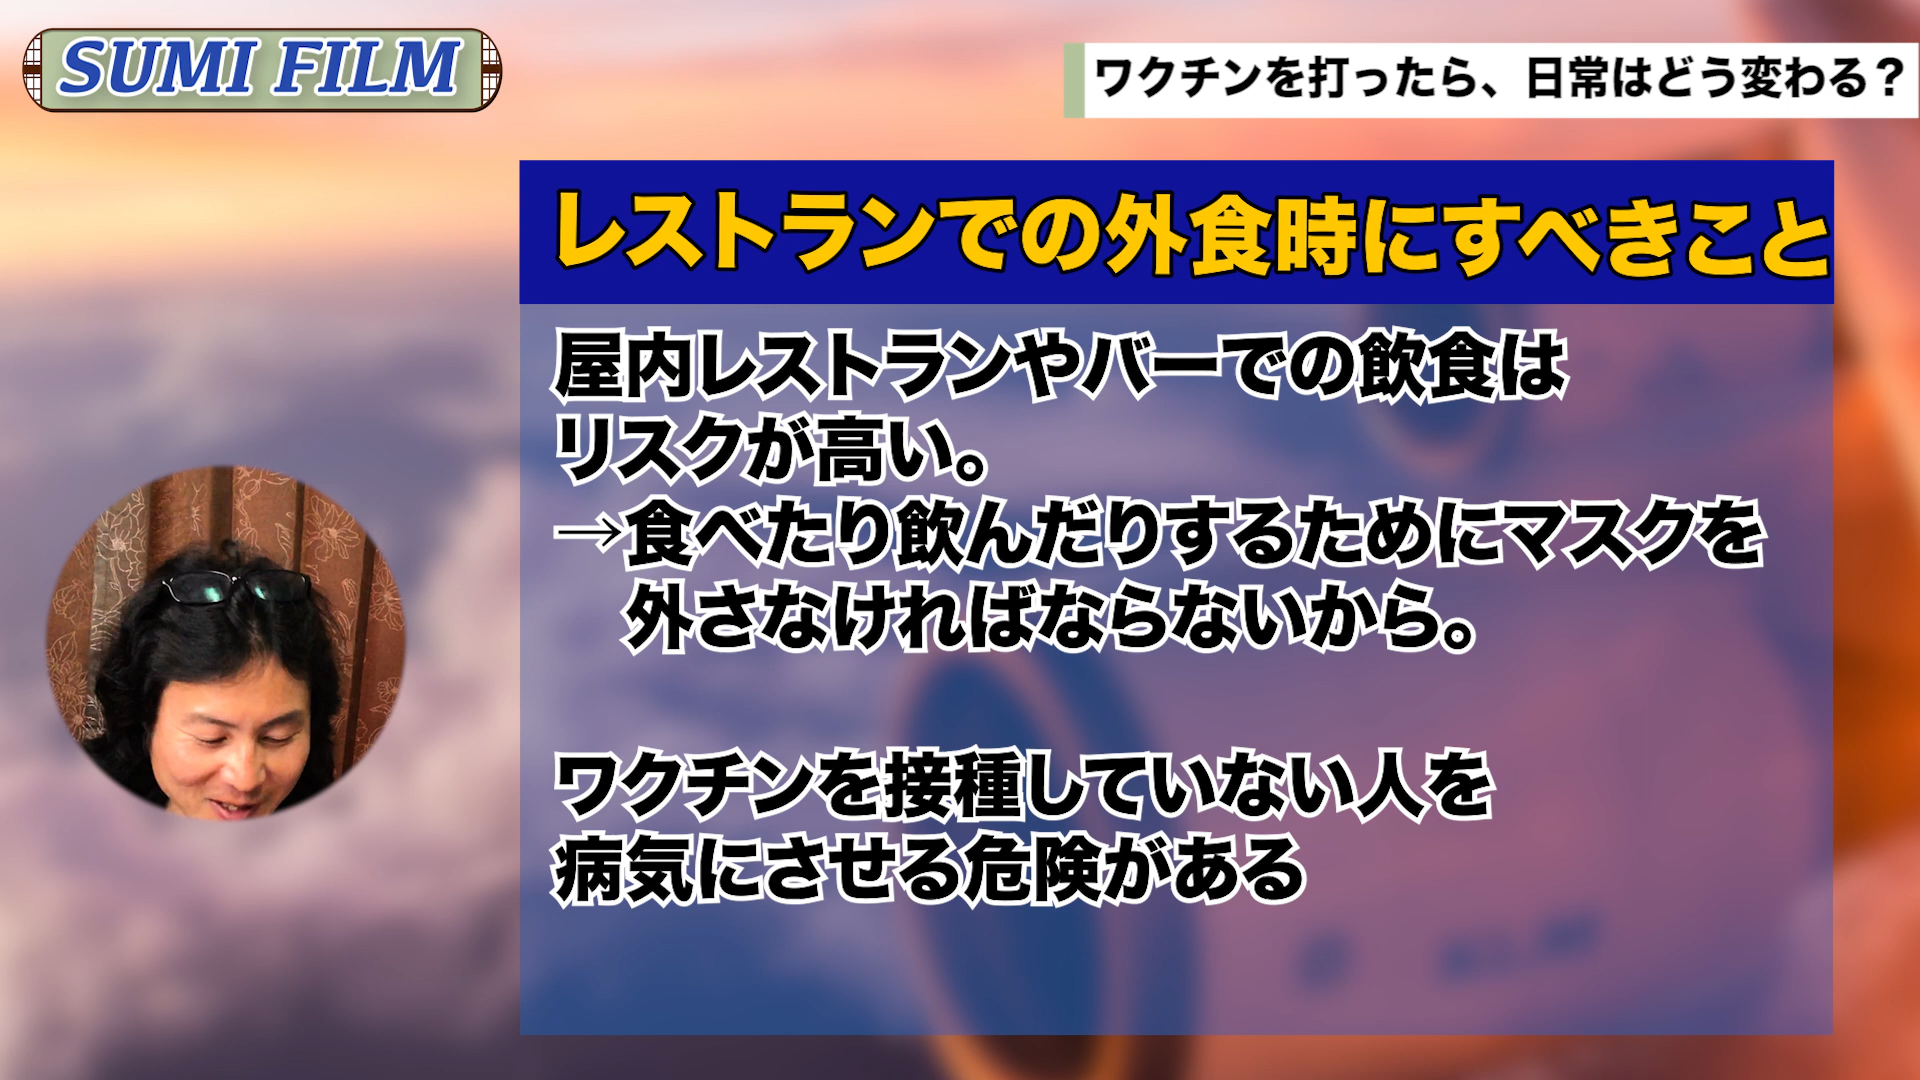 SUMI FILM
ワクチンを打ったら、日常はどう変わる？
レストランでの外食時にすべきこと
屋内レストランやバーでの飲食は
リスクが高い。
→食べたり飲んだりするためにマスクを
外さなければならないから。
ワクチンを接種していない人を
病気にさせる危険がある